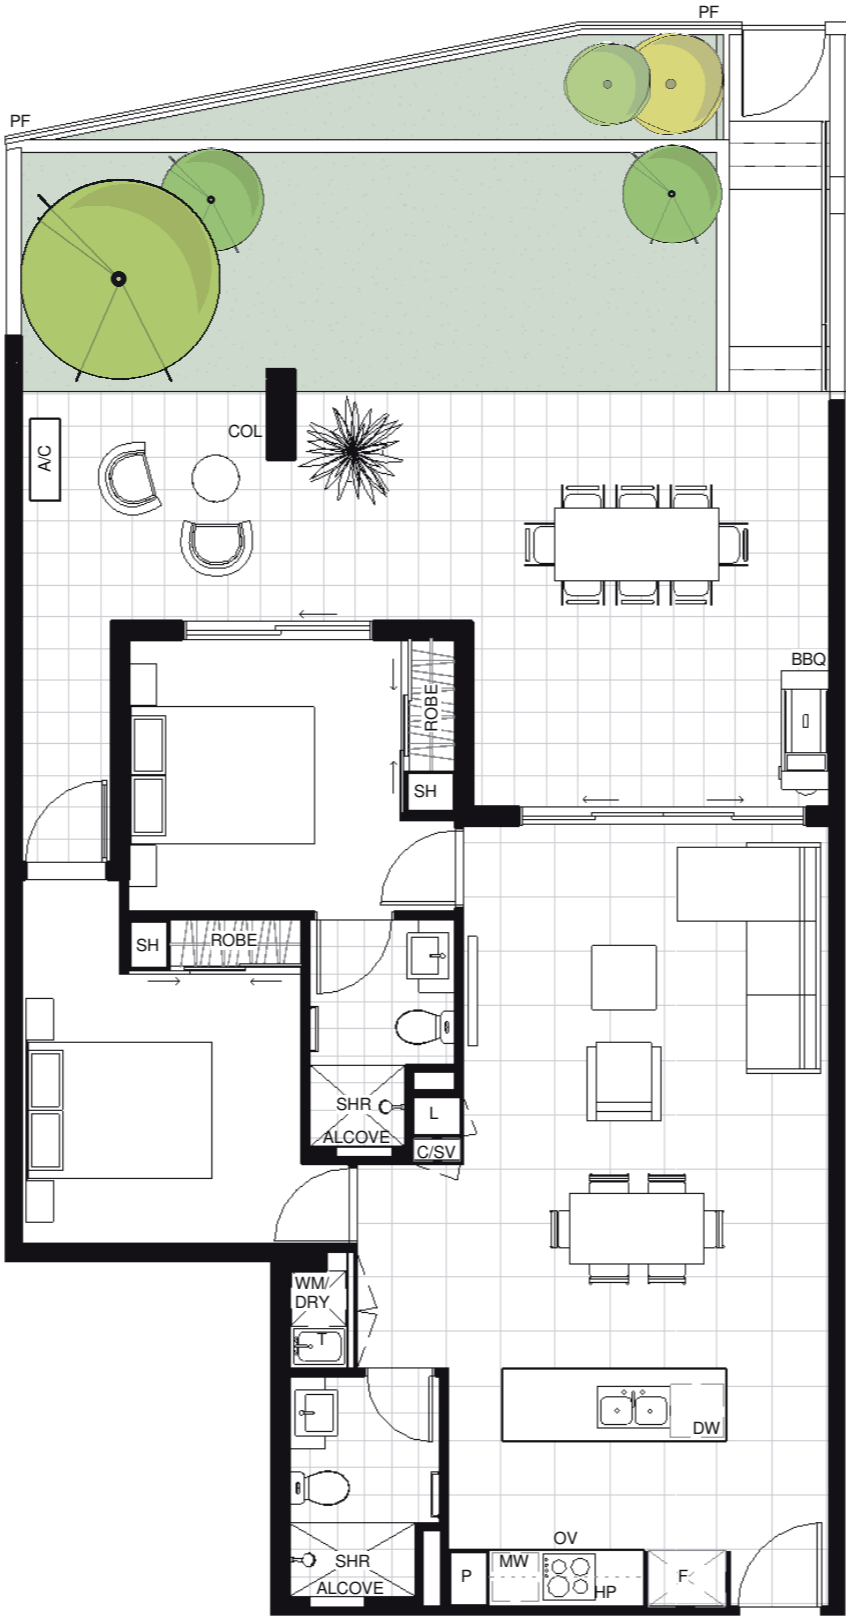 PF
PF
COL
A/C
BBQ
ROBE
SH
SH
ROBE
SHR
ALCOVE
L
C/SV
WM/
DRY
T
DW
OV
P
MW
HP
F
SHR
ALCOVE